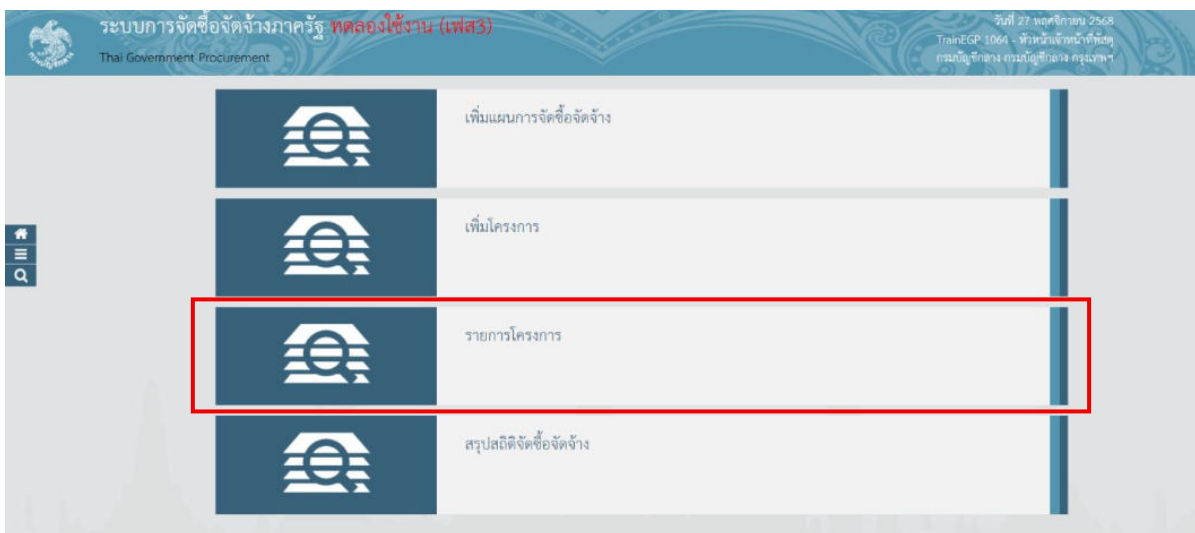 ระบบการจัดซื้อจัดจ้างภาครัฐ ทดลองใช้งาน (เฟส3)
Thai Government Procurement
วันที่ 27 พฤศจิกายน 2568
TrainEGP 1064 - หัวหน้าเจ้าหน้าที่พัสดุ
กรมบัญชีกลาง-กรมบัญชีกลาง กรุงเทพฯ
เพิ่มแผนการจัดซื้อจัดจ้าง
เพิ่มโครงการ
รายการโครงการ
สรุปสถิติจัดซื้อจัดจ้าง